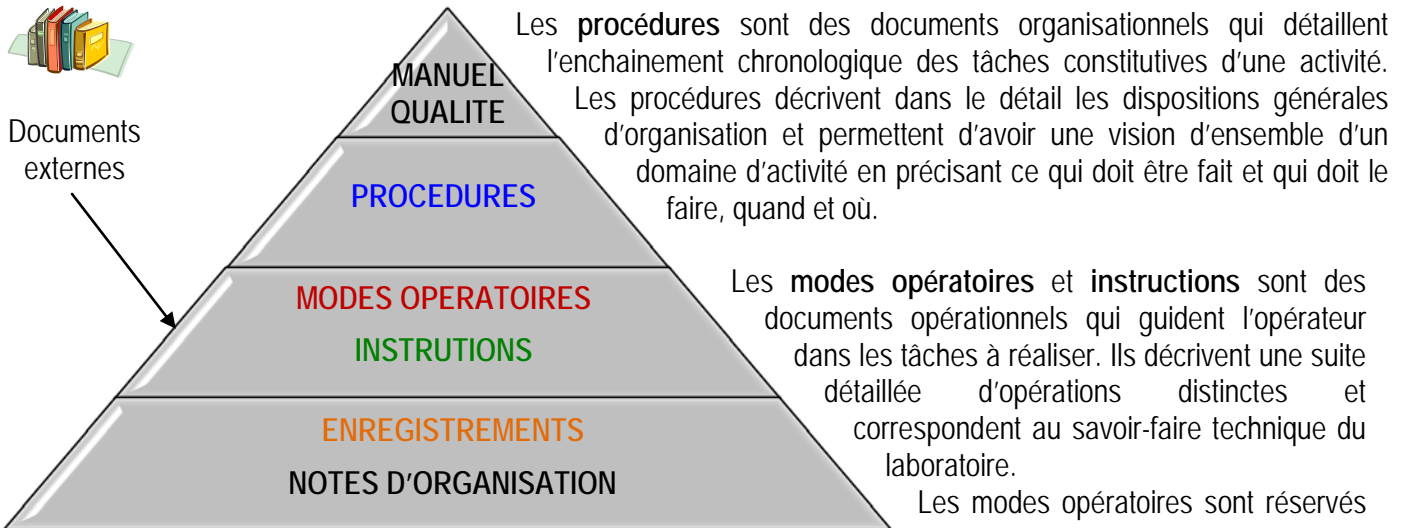 Documents
externes
MANUEL
QUALITE
PROCEDURES
MODES OPERATOIRES
INSTRUTIONS
ENREGISTREMENTS
NOTES D'ORGANISATION
Les procédures sont des documents organisationnels qui détaillent
l'enchainement chronologique des tâches constitutives d'une activité.
Les procédures décrivent dans le détail les dispositions générales
d'organisation et permettent d'avoir une vision d'ensemble d'un
domaine d'activité en précisant ce qui doit être fait et qui doit le
faire, quand et où.
Les modes opératoires et instructions sont des
documents opérationnels qui guident l'opérateur
dans les tâches à réaliser. Ils décrivent une suite
détaillée d'opérations distinctes et
correspondent au savoir-faire technique du
laboratoire.
Les modes opératoires sont réservés